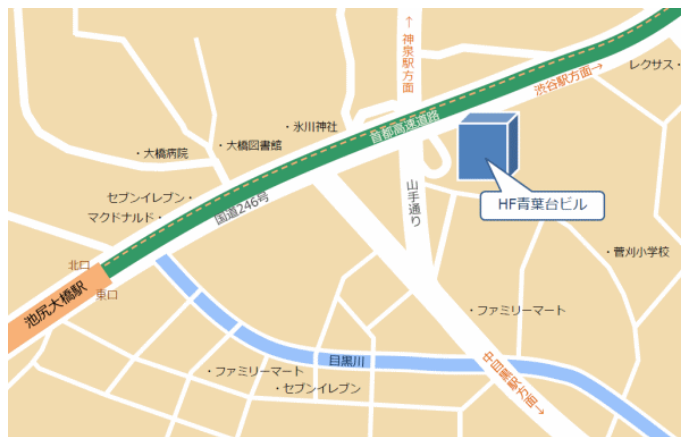 ←神泉駅方面
レクサス・
渋谷駅方面→
首都高速道路
・氷川神社
・大橋図書館
・大橋病院
山手通り
セブンイレブン・
HF青葉台ビル
マクドナルド・
国道246号
・菅刈小学校
北口
東口
池尻大橋駅
・ファミリーマート
目黒川
・ファミリーマート
中目黒駅方面→
・セブンイレブン